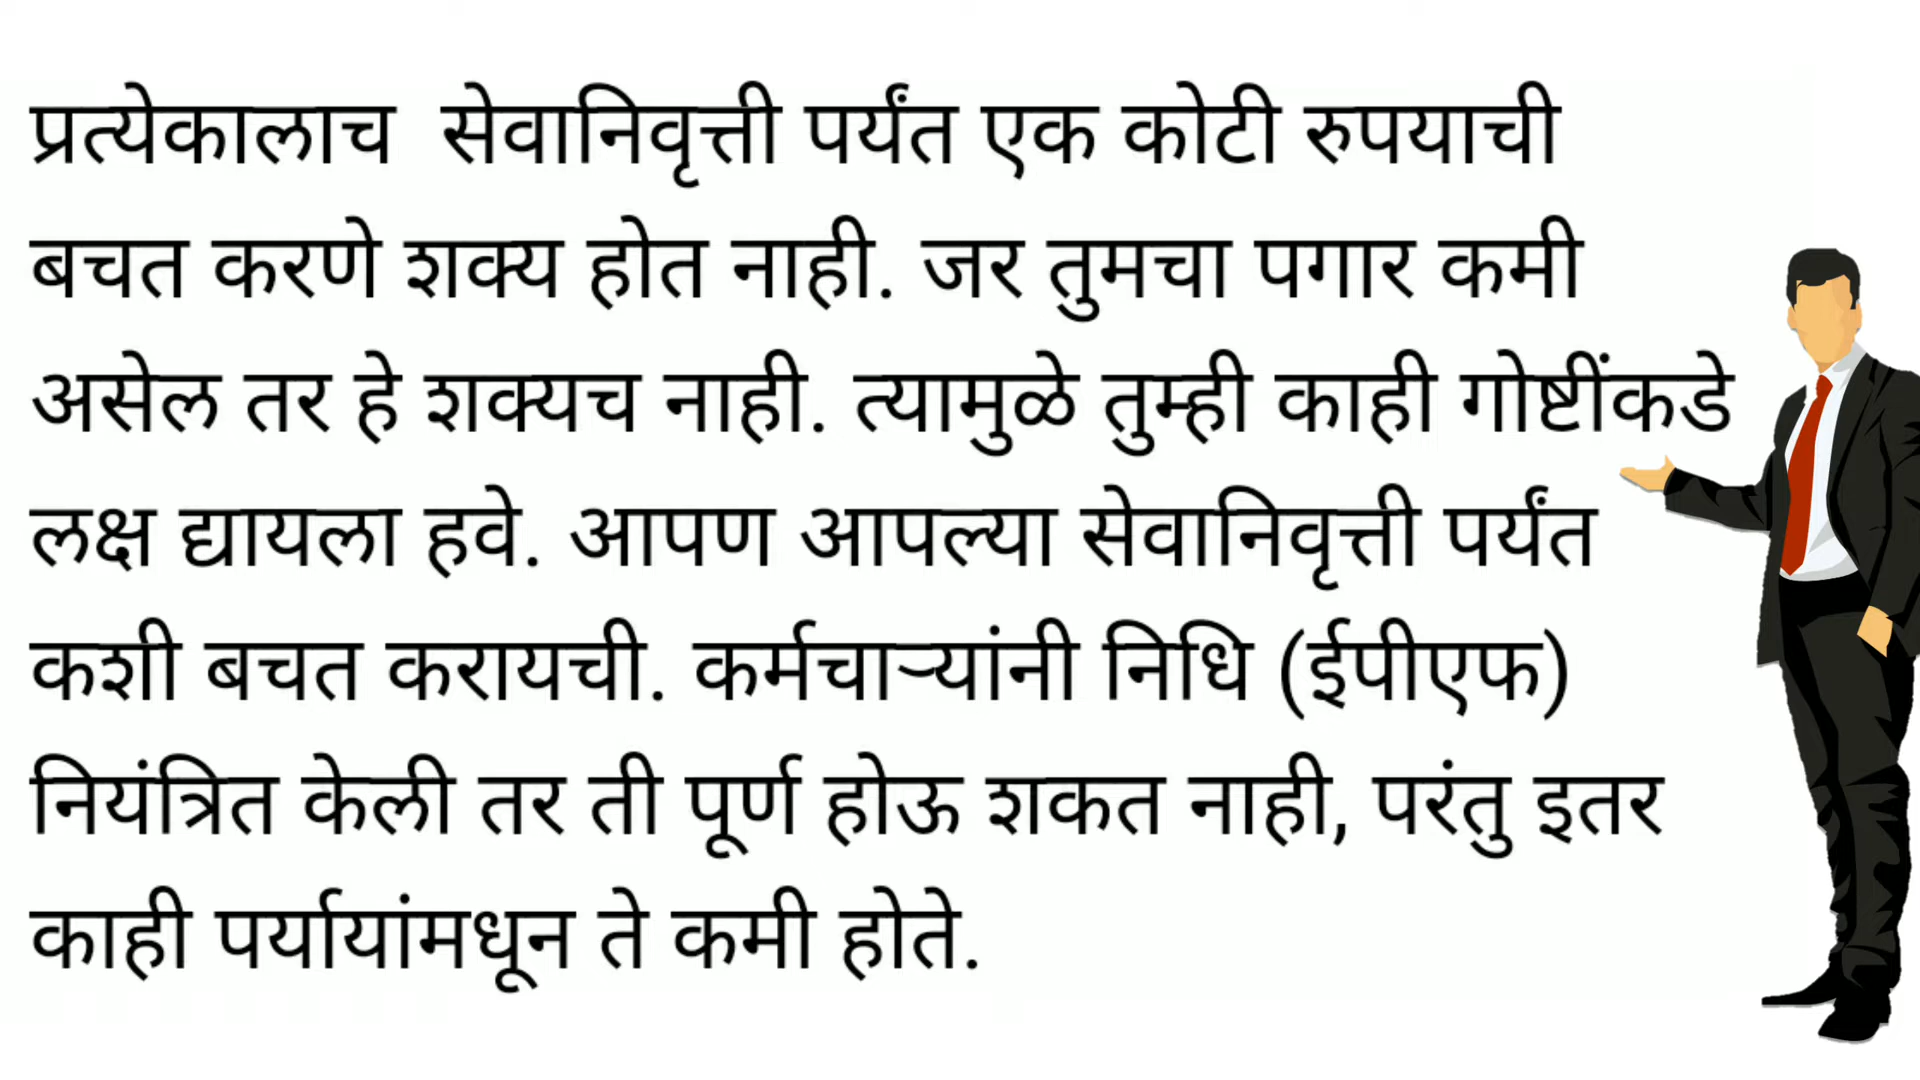 प्रत्येकालाच सेवानिवृत्ती पर्यंत एक कोटी रुपयाची
बचत करणे शक्य होत नाही. जर तुमचा पगार कमी
असेल तर हे शक्यच नाही. त्यामुळे तुम्ही काही गोष्टींकडे
लक्ष द्यायला हवे. आपण आपल्या सेवानिवृत्ती पर्यंत
कशी बचत करायची. कर्मचाऱ्यांनी निधि (ईपीएफ)
नियंत्रित केली तर ती पूर्ण होऊ शकत नाही, परंतु इतर
काही पर्यायांमधून ते कमी होते.